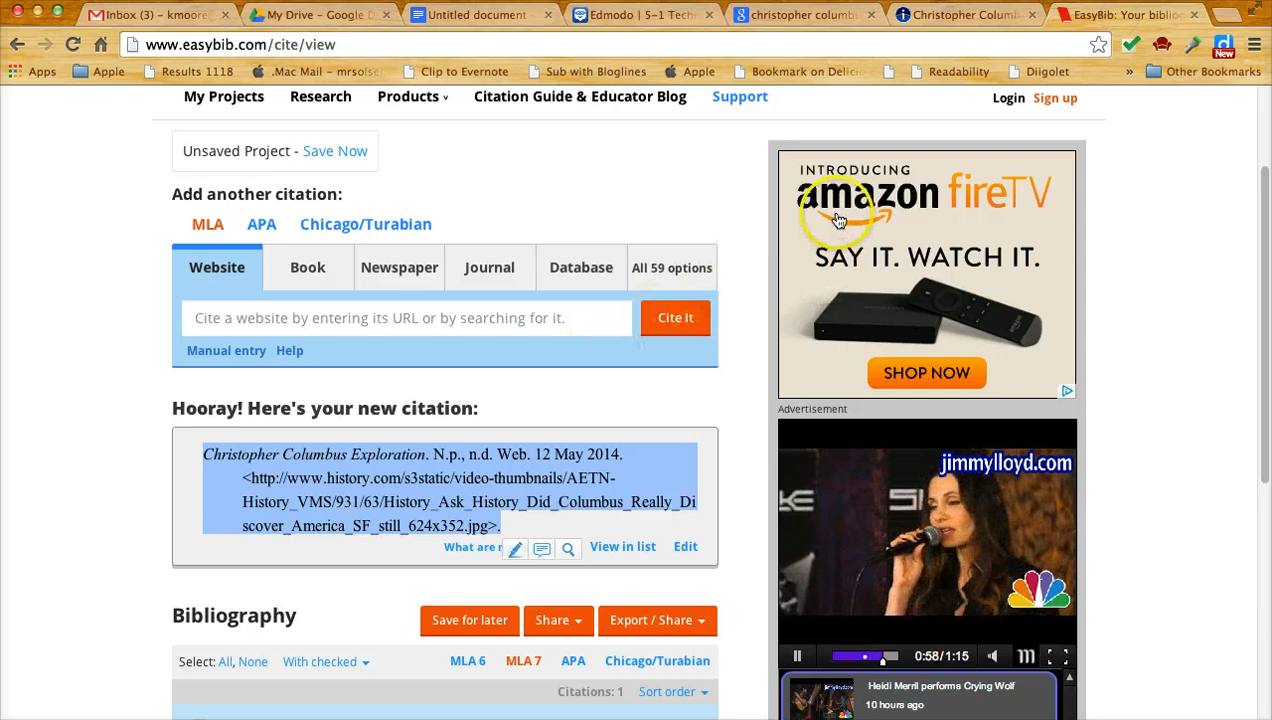 Inbox (3) - kmoore
My Drive - Google D
Untitled document -
Edmodo | 5-1 Tech
christopher columb
Christopher Columb
EasyBib: Your biblio
www.easybib.com/cite/view
New
Apps
Apple
Results 1118
.Mac Mail - mrsolse
Clip to Evernote
Sub with Bloglines
Apple
Bookmark on Delicio
Readability
Diigolet
»
Other Bookmarks
My Projects
Research
Products
Citation Guide & Educator Blog
Support
Login
Sign up
Unsaved Project - Save Now
Add another citation:
MLA
APA
Chicago/Turabian
Website
Book
Newspaper
Journal
Database
All 59 options
Cite a website by entering its URL or by searching for it.
Cite It
Manual entry
Help
Hooray! Here's your new citation:
Christopher Columbus Exploration. N.p., n.d. Web. 12 May 2014.
<http://www.history.com/s3static/video-thumbnails/AETN-
History_VMS/931/63/History_Ask_History_Did_Columbus_Really_Di
scover_America_SF_still_624x352.jpg>.
What are
View in list
Edit
Bibliography
Save for later
Share
Export / Share
Select: All, None
With checked
MLA 6
MLA 7
APA
Chicago/Turabian
Citations: 1
Sort order
INTRODUCING
amazon fireTV
SAY IT. WATCH IT.
SHOP NOW
Advertisement
jimmylloyd.com
0:58/1:15
Heidi Merril performs Crying Wolf
10 hours ago